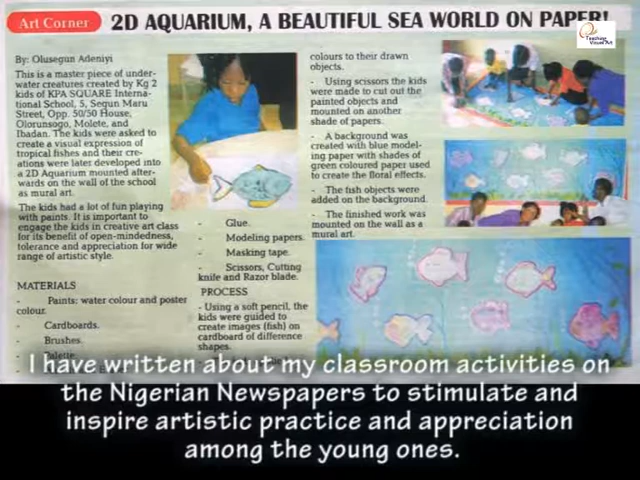 Art Corner
2D AQUARIUM, A BEAUTIFUL SEA WORLD ON PAPER!
Teaching
Visual Art
By: Olusegun Adeniyi
This is a master piece of under-
water creatures created by Kg 2
kids of KPA SQUARE Interna-
tional School, 5, Segun Maru
Street, Opp. 50/50 House,
Olorunsogo, Molete, and
Ibadan. The kids were asked to
create a visual expression of
tropical fishes and their cre-
ations were later developed into
a 2D Aquarium mounted after-
wards on the wall of the school
as mural art.
The kids had a lot of fun playing
with paints. It is important to
engage the kids in creative art class
for its benefit of open-mindedness,
tolerance and appreciation for wide
range of artistic style.
MATERIALS
- Paints: water colour and poster
colour.
- Cardboards.
- Brushes.
- Palette.
- Glue.
- Modeling papers.
- Masking tape.
- Scissors, Cutting
knife and Razor blade.
PROCESS
- Using a soft pencil, the
kids were guided to
create images (fish) on
cardboard of difference
shapes.
colours to their drawn
objects.
- Using scissors the kids
were made to cut out the
painted objects and
mounted on another
shade of papers.
- A background was
created with blue model-
ing paper with shades of
green coloured paper used
to create the floral effects.
- The fish objects were
added on the background.
- The finished work was
mounted on the wall as a
mural art.
I have written about my classroom activities on
the Nigerian Newspapers to stimulate and
inspire artistic practice and appreciation
among the young ones.